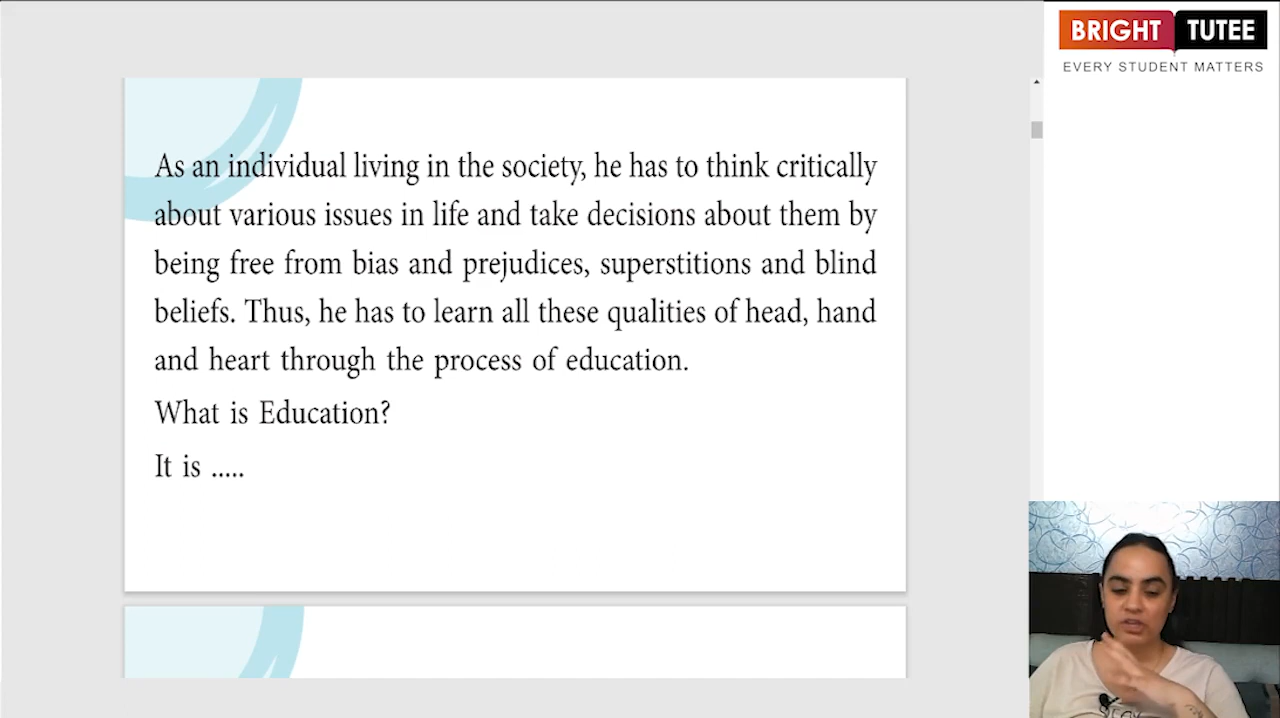 BRIGHT TUTEE
EVERY STUDENT MATTERS
As an individual living in the society, he has to think critically
about various issues in life and take decisions about them by
being free from bias and prejudices, superstitions and blind
beliefs. Thus, he has to learn all these qualities of head, hand
and heart through the process of education.
What is Education?
It is .....